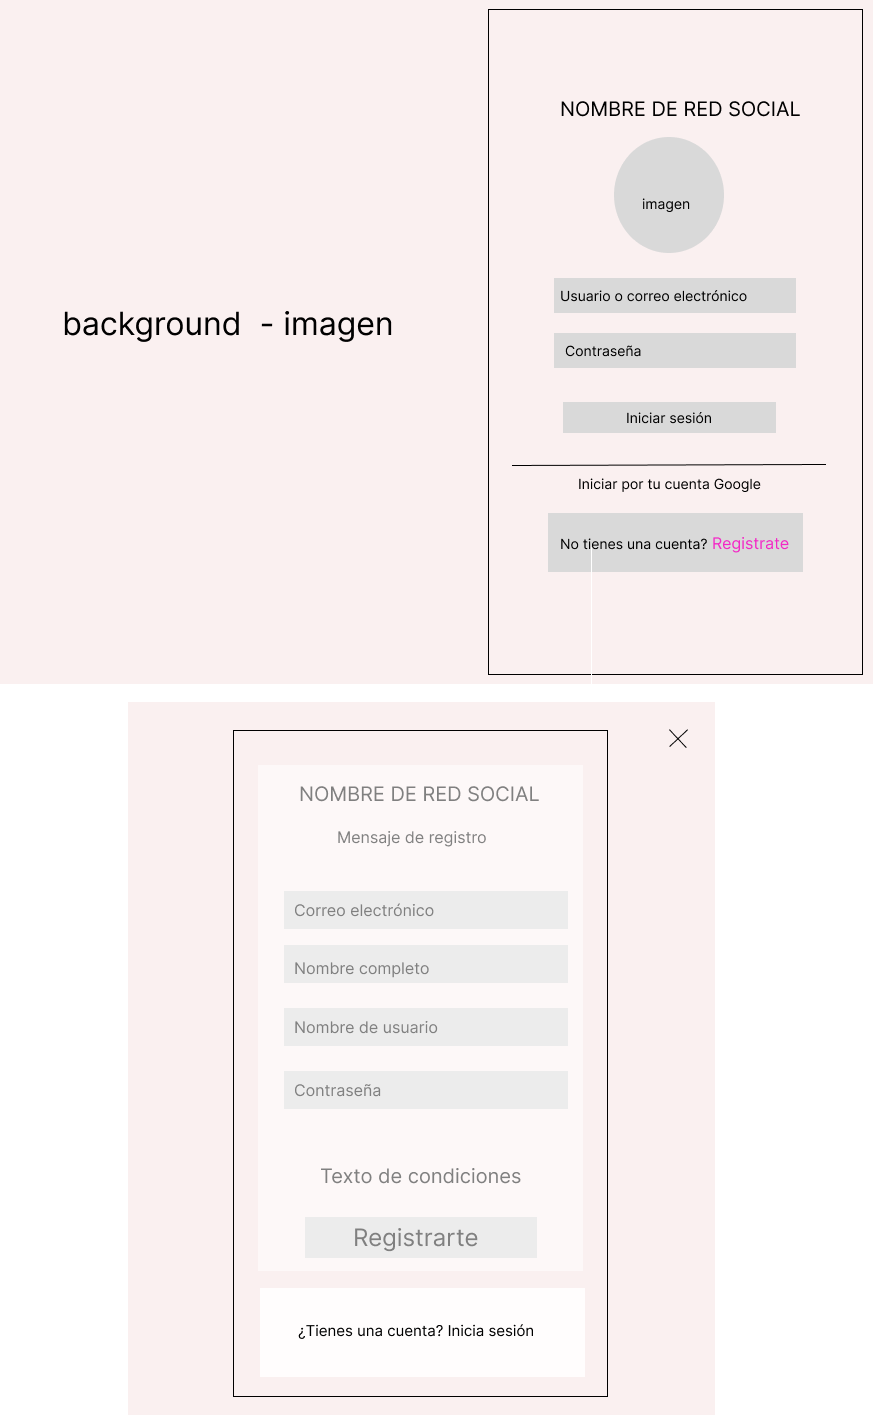 background - imagen
NOMBRE DE RED SOCIAL
imagen
Usuario o correo electrónico
Contraseña
Iniciar sesión
Iniciar por tu cuenta Google
No tienes una cuenta? Registrate
NOMBRE DE RED SOCIAL
Mensaje de registro
Correo electrónico
Nombre completo
Nombre de usuario
Contraseña
Texto de condiciones
Registrarte
¿Tienes una cuenta? Inicia sesión